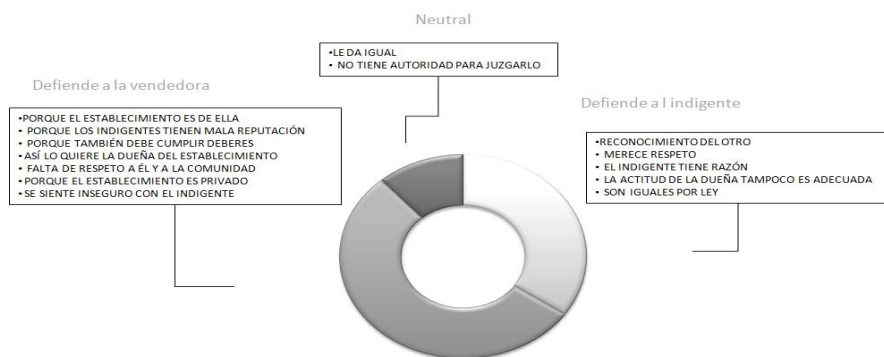 Neutral
•LE DA IGUAL
• NO TIENE AUTORIDAD PARA JUZGARLO
Defiende a la vendedora
•PORQUE EL ESTABLECIMIENTO ES DE ELLA
• PORQUE LOS INDIGENTES TIENEN MALA REPUTACIÓN
• PORQUE TAMBIÉN DEBE CUMPLIR DEBERES
•ASÍ LO QUIERE LA DUEÑA DEL ESTABLECIMIENTO
• FALTA DE RESPETO A ÉL Y A LA COMUNIDAD
•PORQUE EL ESTABLECIMIENTO ES PRIVADO
•SE SIENTE INSEGURO CON EL INDIGENTE
Defiende a l indigente
•RECONOCIMIENTO DEL OTRO
• MERECE RESPETO
• EL INDIGENTE TIENE RAZÓN
• LA ACTITUD DE LA DUEÑA TAMPOCO ES ADECUADA
• SON IGUALES POR LEY